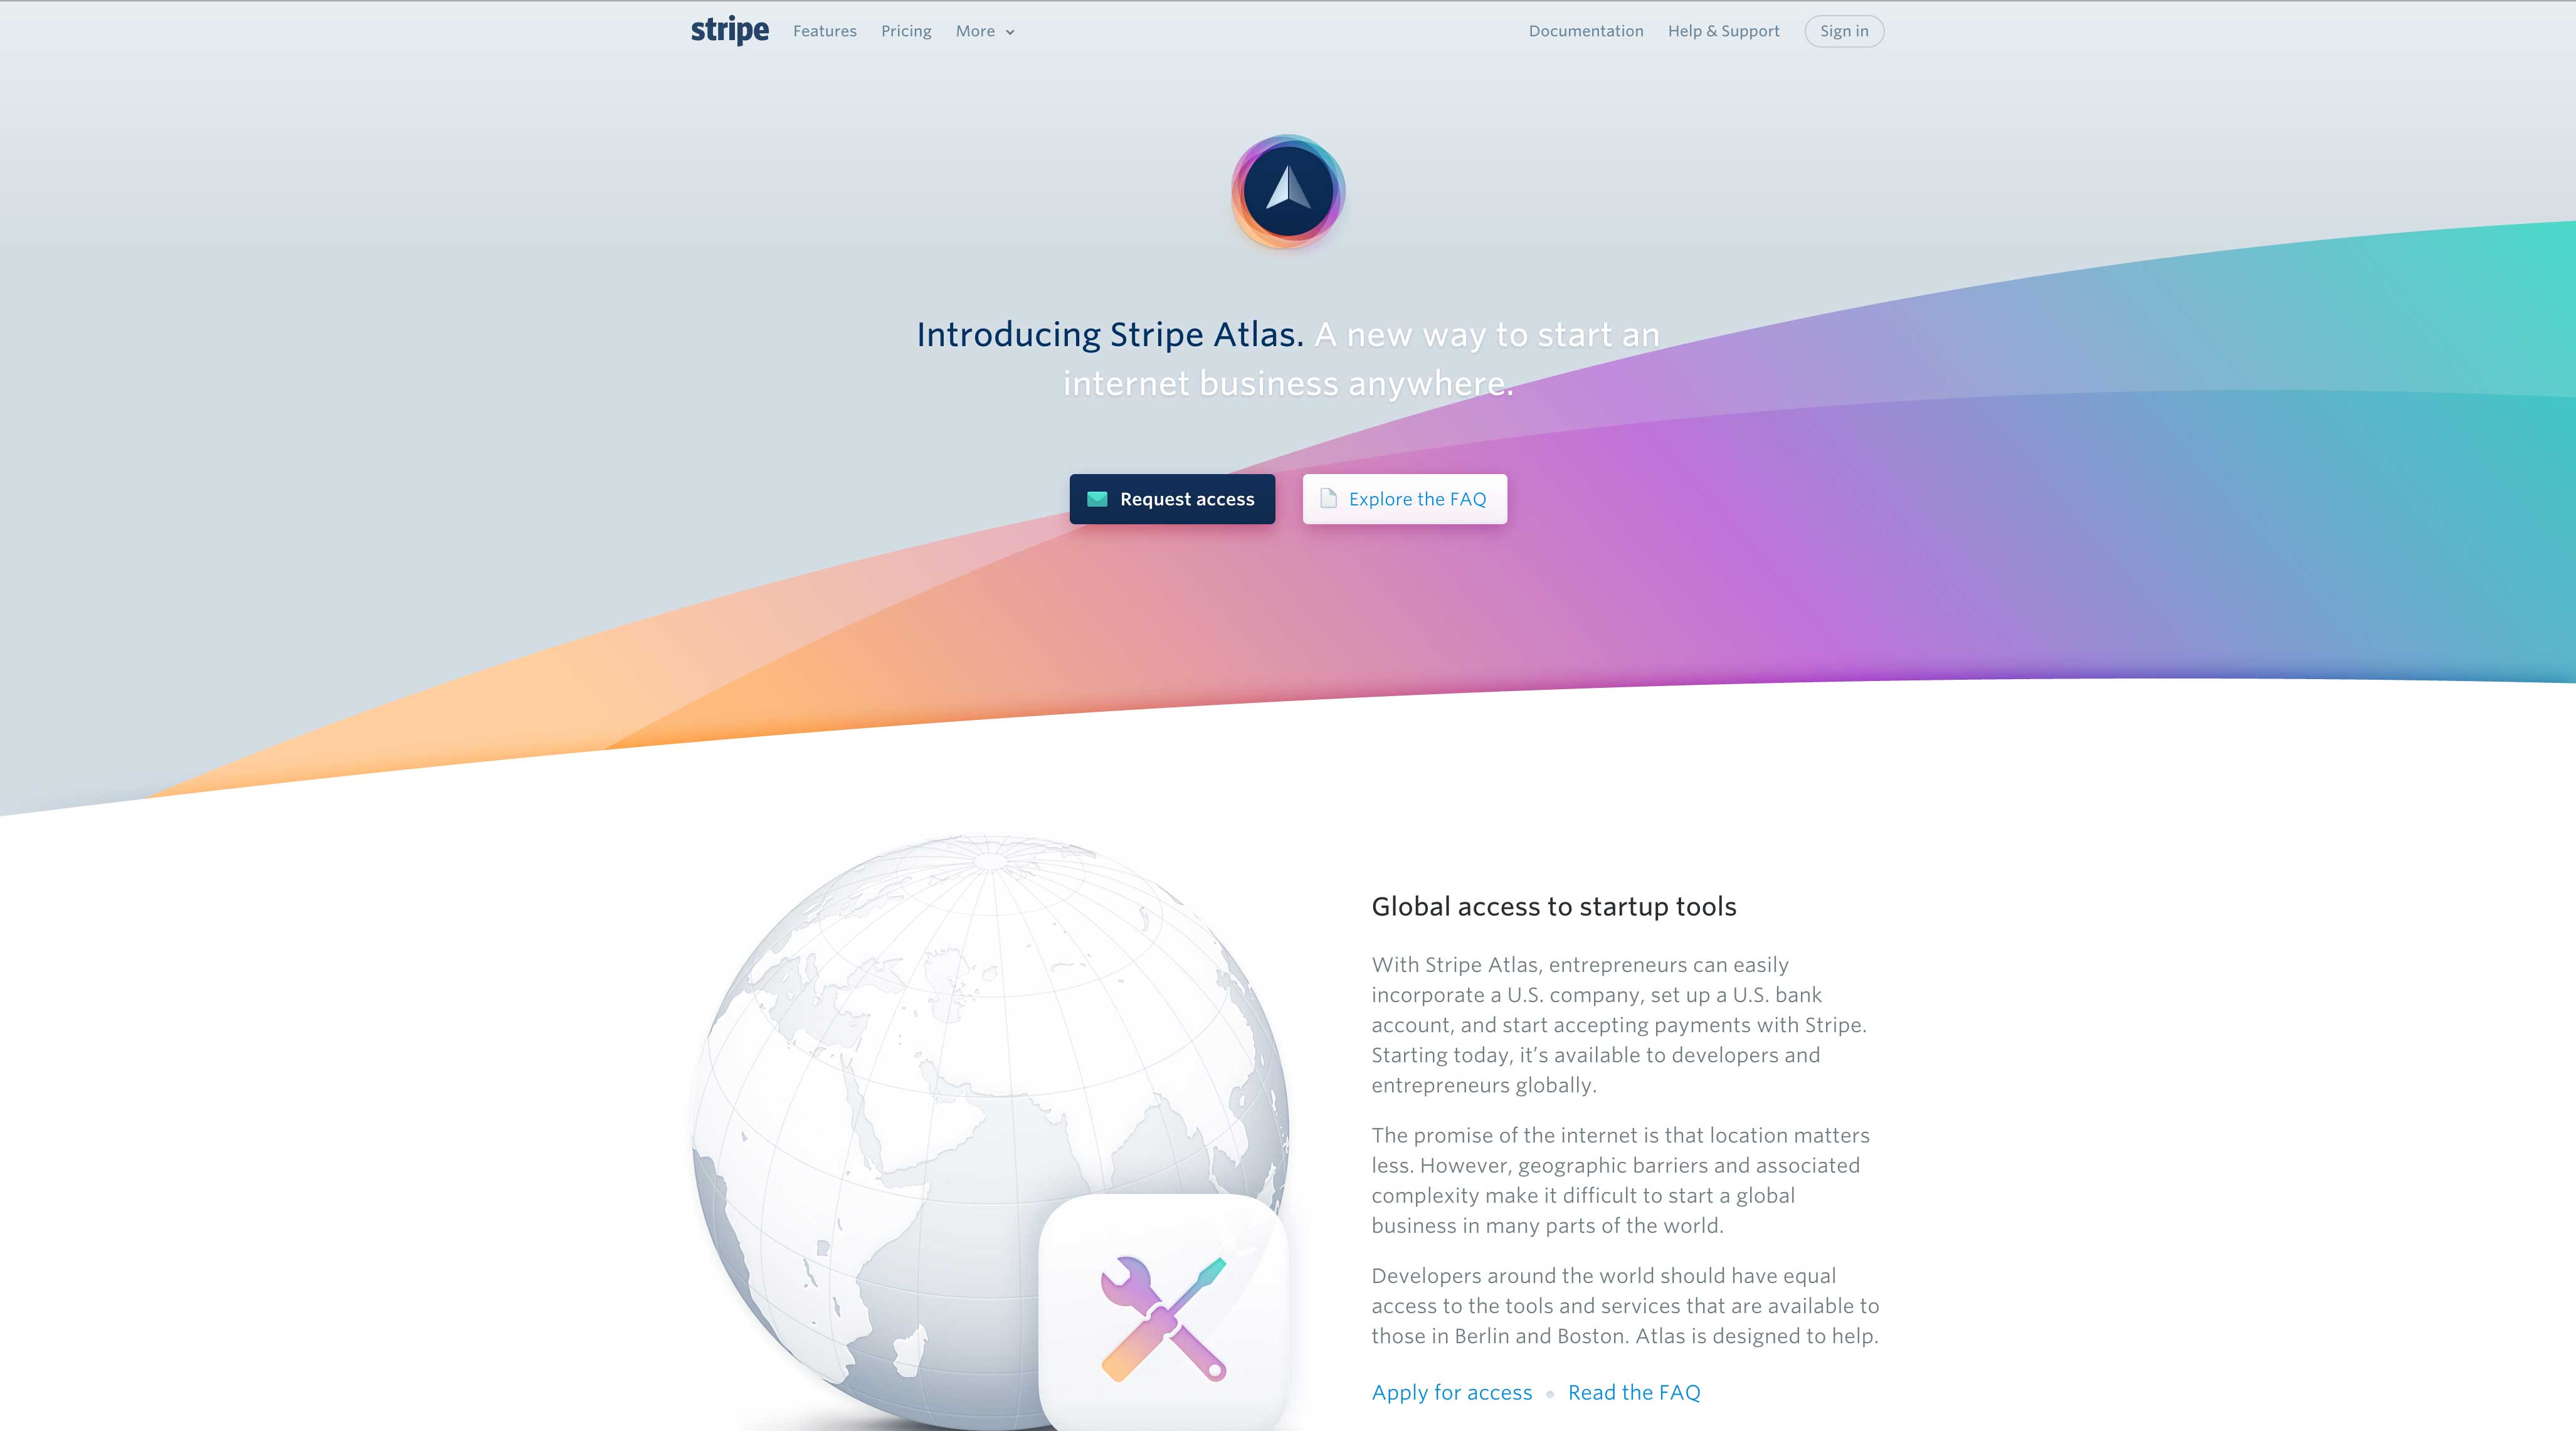 stripe Features Pricing More Documentation Help & Support Sign in
Introducing Stripe Atlas. A new way to start an
internet business anywhere.
Request access Explore the FAQ
Global access to startup tools
With Stripe Atlas, entrepreneurs can easily
incorporate a U.S. company, set up a U.S. bank
account, and start accepting payments with Stripe.
Starting today, it’s available to developers and
entrepreneurs globally.
The promise of the internet is that location matters
less. However, geographic barriers and associated
complexity make it difficult to start a global
business in many parts of the world.
Developers around the world should have equal
access to the tools and services that are available to
those in Berlin and Boston. Atlas is designed to help.
Apply for access • Read the FAQ